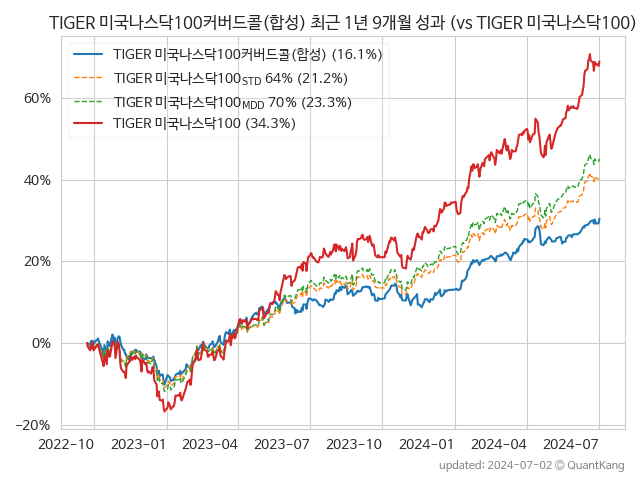 TIGER 미국나스닥100커버드콜(합성) 최근 1년 9개월 성과 (vs TIGER 미국나스닥100)
TIGER 미국나스닥100커버드콜(합성) (16.1%)
TIGER 미국나스닥100STD 64% (21.2%)
TIGER 미국나스닥100MDD 70% (23.3%)
TIGER 미국나스닥100 (34.3%)
60%
40%
20%
0%
−20%
2022-10 2023-01 2023-04 2023-07 2023-10 2024-01 2024-04 2024-07
updated: 2024-07-02 © QuantKang